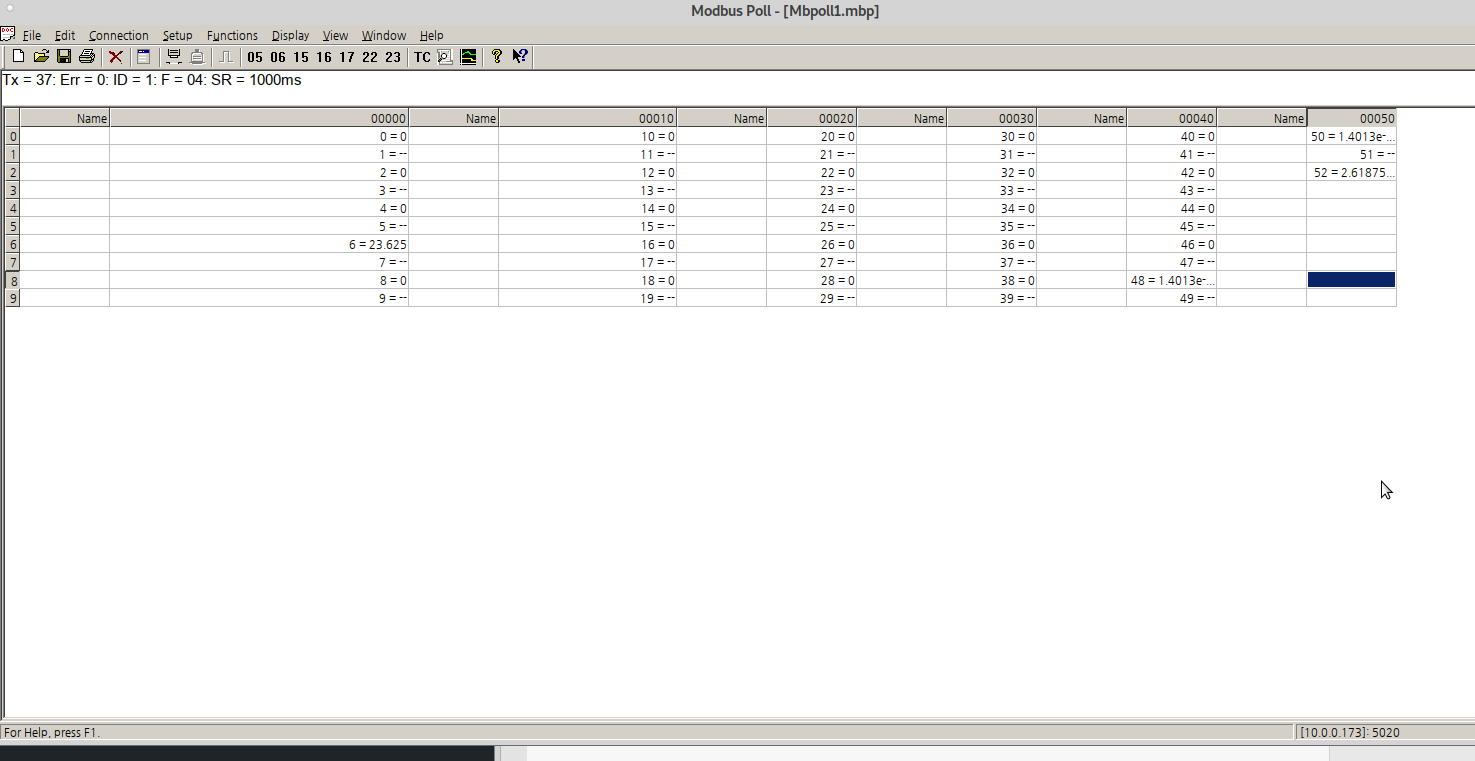 Modbus Poll - [Mbpoll1.mbp]
File Edit Connection Setup Functions Display View Window Help
05 06 15 16 17 22 23 TC
Tx = 37: Err = 0: ID = 1: F = 04: SR = 1000ms
Name 00000 Name 00010 Name 00020 Name 00030 Name 00040 Name 00050
0 0 = 0 10 = 0 20 = 0 30 = 0 40 = 0 50 = 1.4013e-...
1 1 = -- 11 = -- 21 = -- 31 = -- 41 = -- 51 = --
2 2 = 0 12 = 0 22 = 0 32 = 0 42 = 0 52 = 2.61875...
3 3 = -- 13 = -- 23 = -- 33 = -- 43 = --
4 4 = 0 14 = 0 24 = 0 34 = 0 44 = 0
5 5 = -- 15 = -- 25 = -- 35 = -- 45 = --
6 6 = 23.625 16 = 0 26 = 0 36 = 0 46 = 0
7 7 = -- 17 = -- 27 = -- 37 = -- 47 = --
8 8 = 0 18 = 0 28 = 0 38 = 0 48 = 1.4013e-...
9 9 = -- 19 = -- 29 = -- 39 = -- 49 = --
For Help, press F1. [10.0.0.173]: 5020